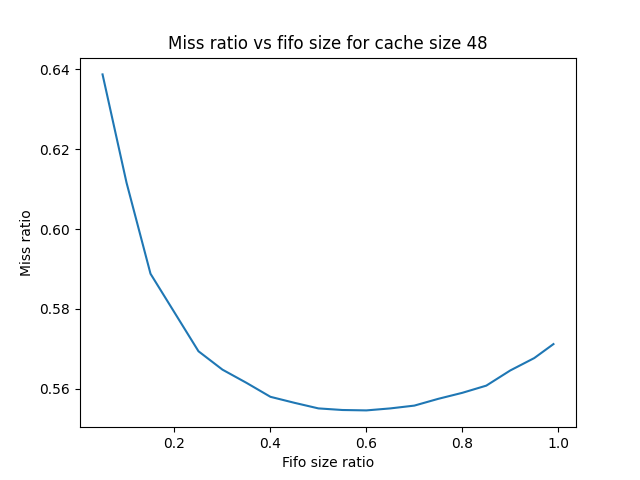 Miss ratio vs fifo size for cache size 48
0.64
0.62
0.60
0.58
0.56
Miss ratio
0.2 0.4 0.6 0.8 1.0
Fifo size ratio